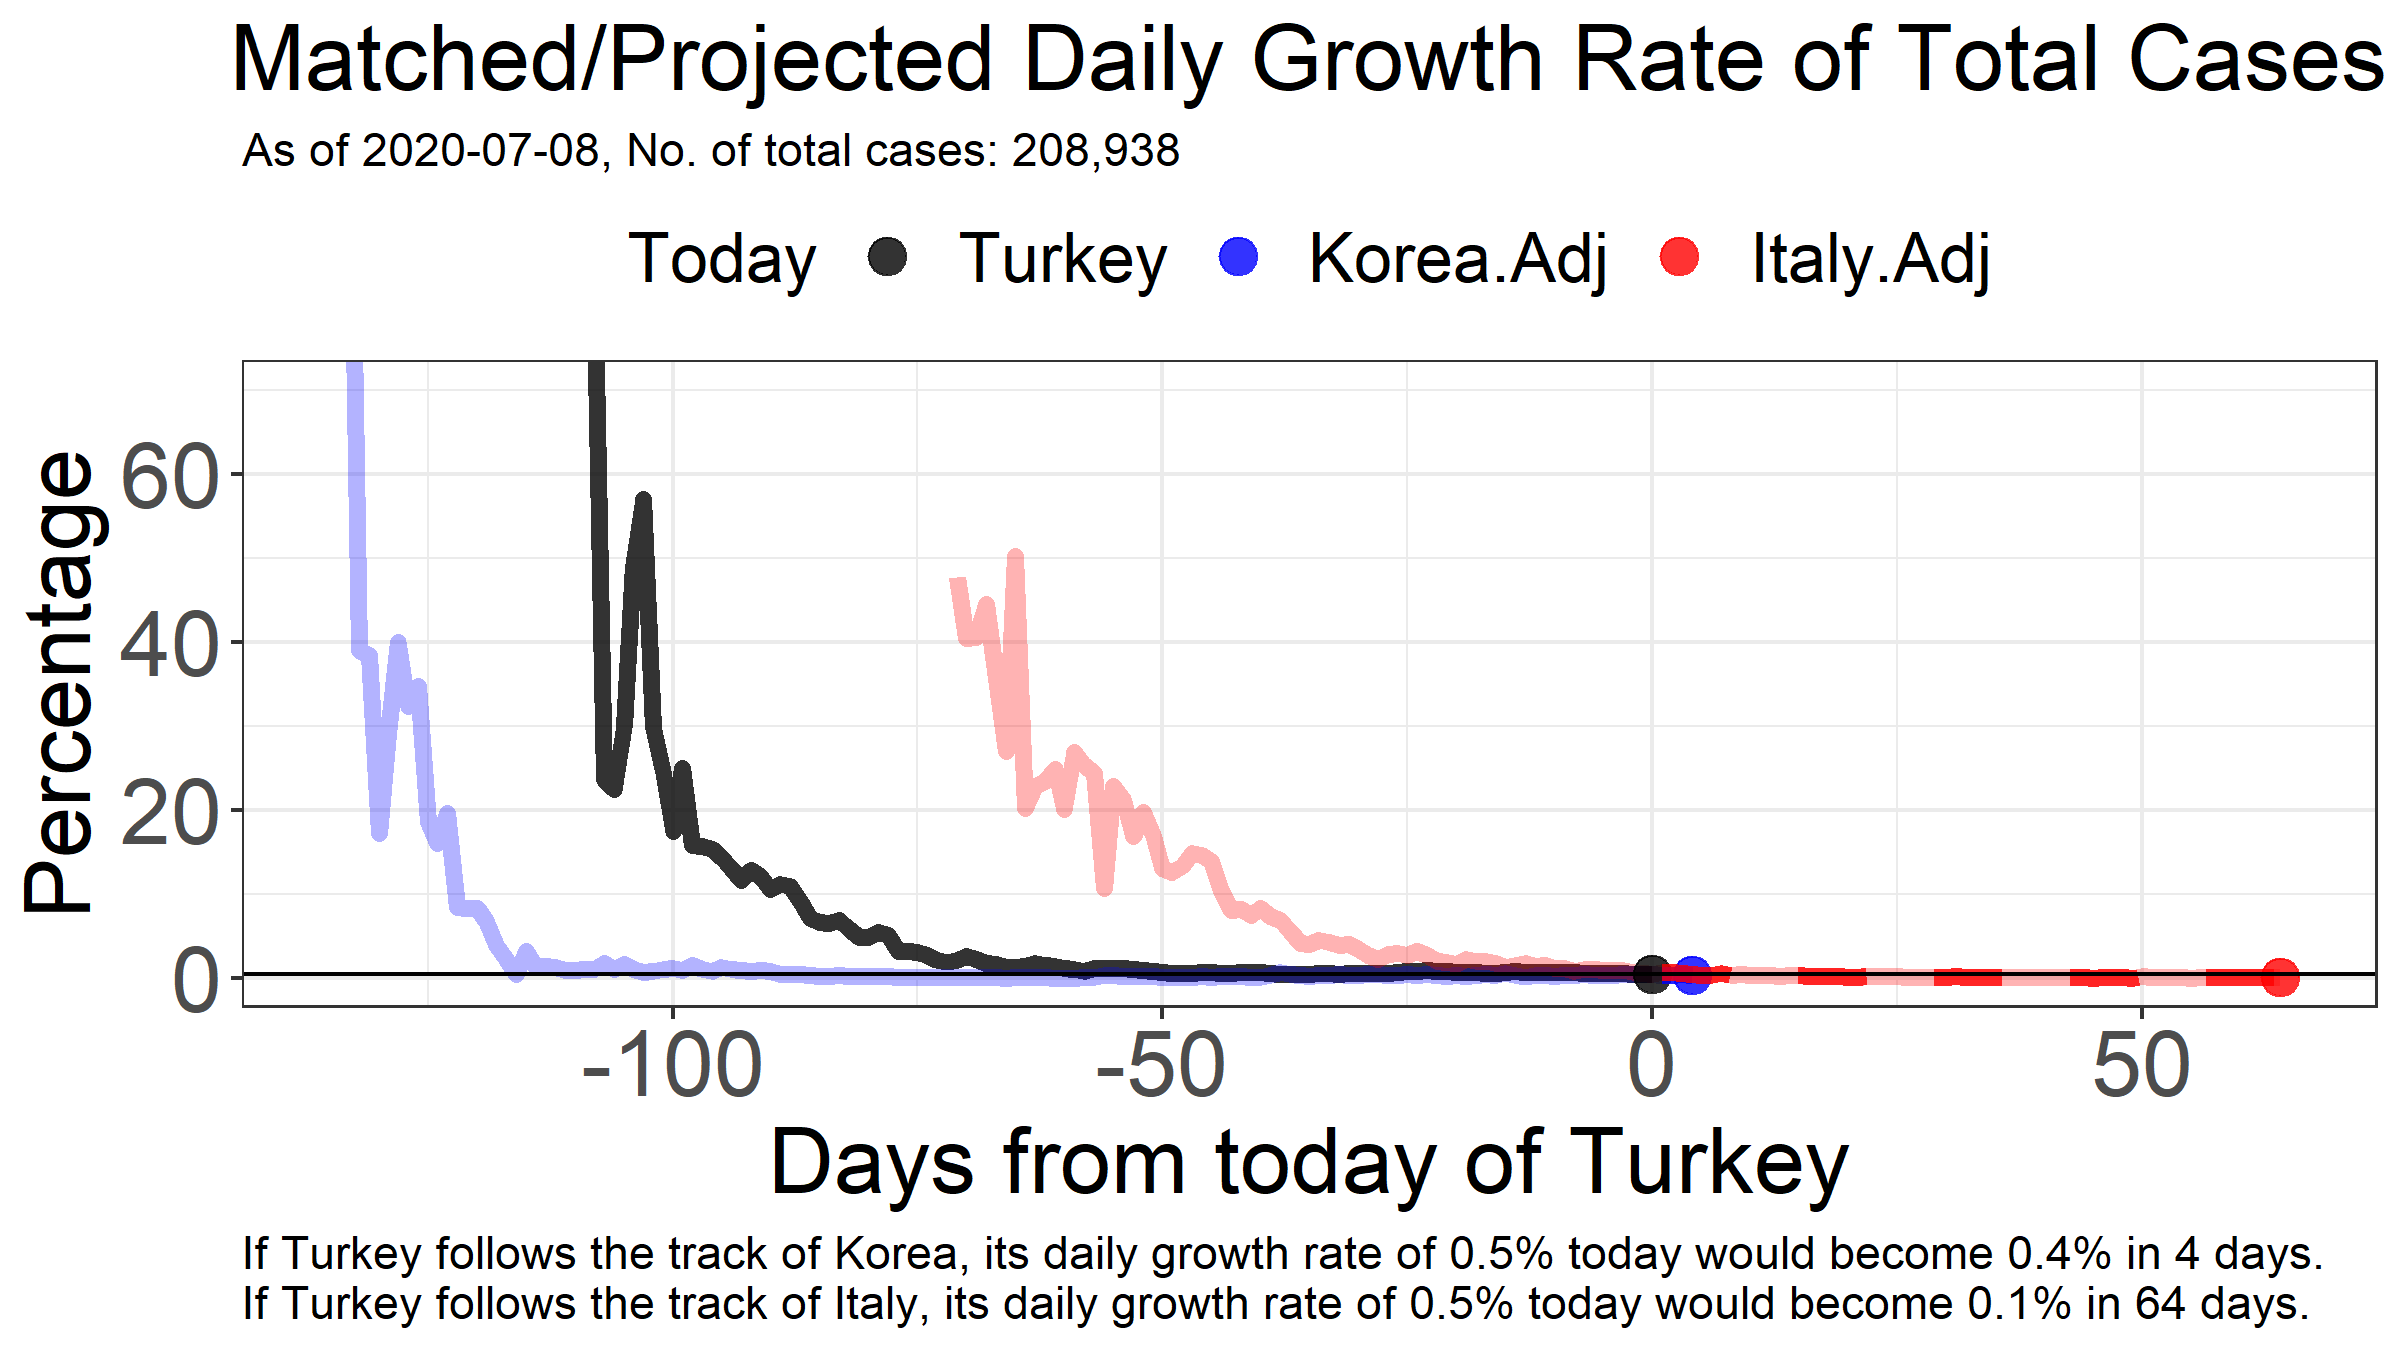 Matched/Projected Daily Growth Rate of Total Cases
As of 2020-07-08, No. of total cases: 208,938
Today Turkey Korea.Adj Italy.Adj
Percentage
60
40
20
0
-100 -50 0 50
Days from today of Turkey
If Turkey follows the track of Korea, its daily growth rate of 0.5% today would become 0.4% in 4 days.
If Turkey follows the track of Italy, its daily growth rate of 0.5% today would become 0.1% in 64 days.